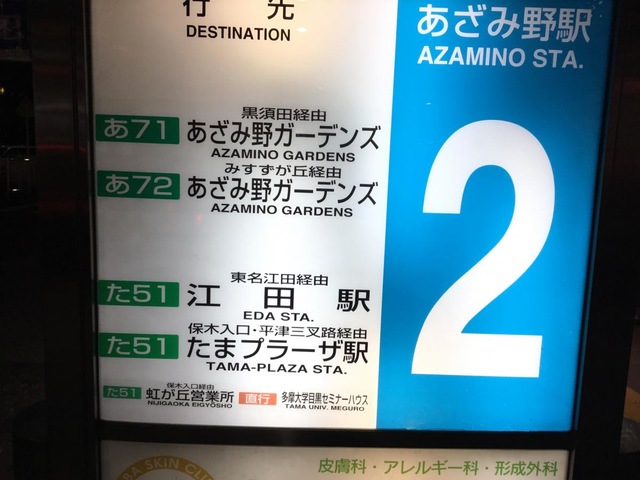 行先
DESTINATION
あざみ野駅
AZAMINO STA.
2
黒須田経由
あ71 あざみ野ガーデンズ
AZAMINO GARDENS
みすずが丘経由
あ72 あざみ野ガーデンズ
AZAMINO GARDENS
東名江田経由
た51 江田駅
EDA STA.
保木入口・平津三叉路経由
た51 たまプラーザ駅
TAMA-PLAZA STA.
保木入口経由
た51 虹が丘営業所 直行 多摩大学目黒セミナーハウス
NIJIGAOKA EIGYŌSHO TAMA UNIV. MEGURO
皮膚科・アレルギー科・形成外科
SKIN